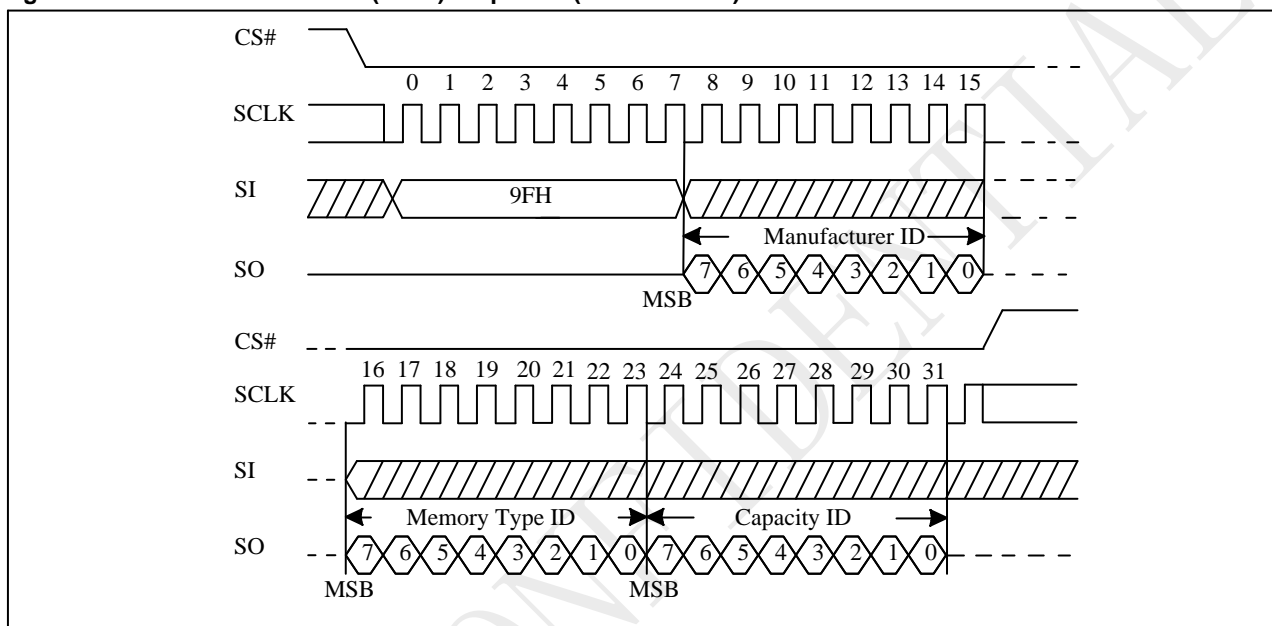 CS#
0 1 2 3 4 5 6 7 8 9 10 11 12 13 14 15
SCLK
SI
9FH
Manufacturer ID
SO
7 6 5 4 3 2 1 0
MSB
CS#
16 17 18 19 20 21 22 23 24 25 26 27 28 29 30 31
SCLK
SI
Memory Type ID Capacity ID
SO
7 6 5 4 3 2 1 0 7 6 5 4 3 2 1 0
MSB MSB